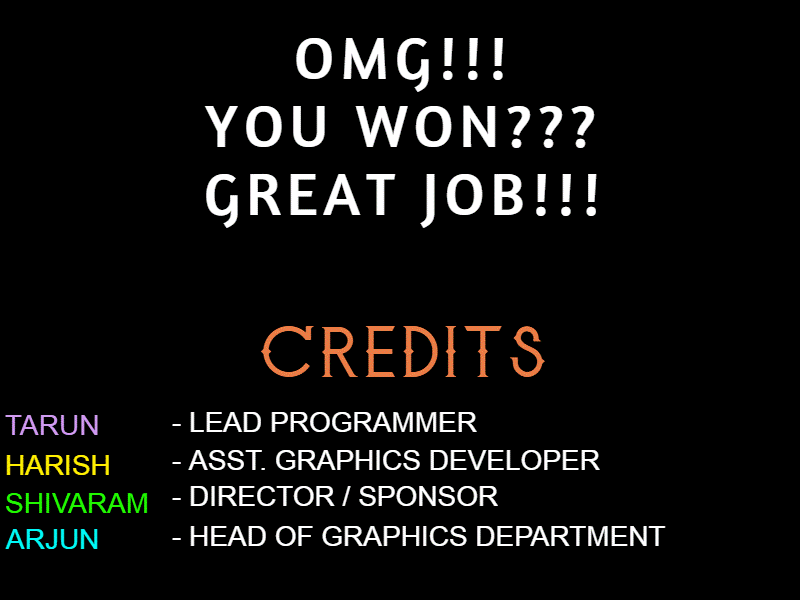 OMG!!!
YOU WON???
GREAT JOB!!!
CREDITS
TARUN - LEAD PROGRAMMER
HARISH - ASST. GRAPHICS DEVELOPER
SHIVARAM - DIRECTOR / SPONSOR
ARJUN - HEAD OF GRAPHICS DEPARTMENT